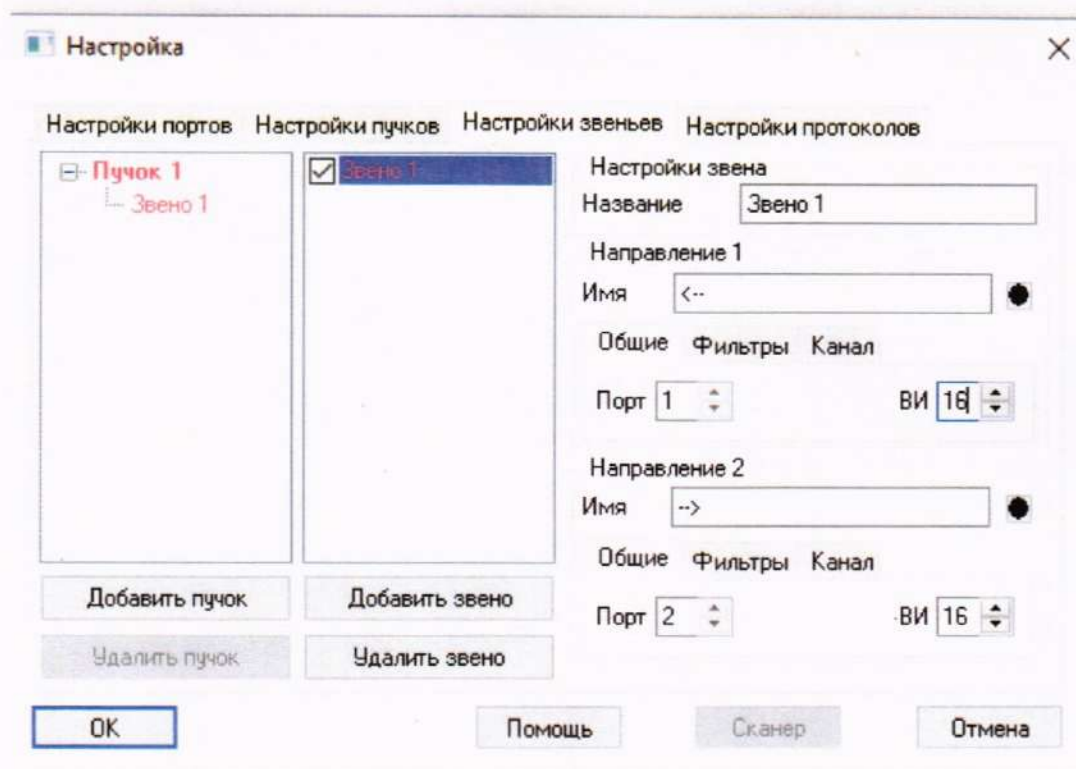 Настройка
Настройки портов Настройки пучков Настройки звеньев Настройки протоколов
Пучок 1
Звено 1
Звено 1
Настройки звена
Название Звено 1
Направление 1
Имя <--
Общие Фильтры Канал
Порт 1 ВИ 16
Направление 2
Имя -->
Общие Фильтры Канал
Порт 2 ВИ 16
Добавить пучок Добавить звено
Удалить пучок Удалить звено
OK Помощь Сканер Отмена